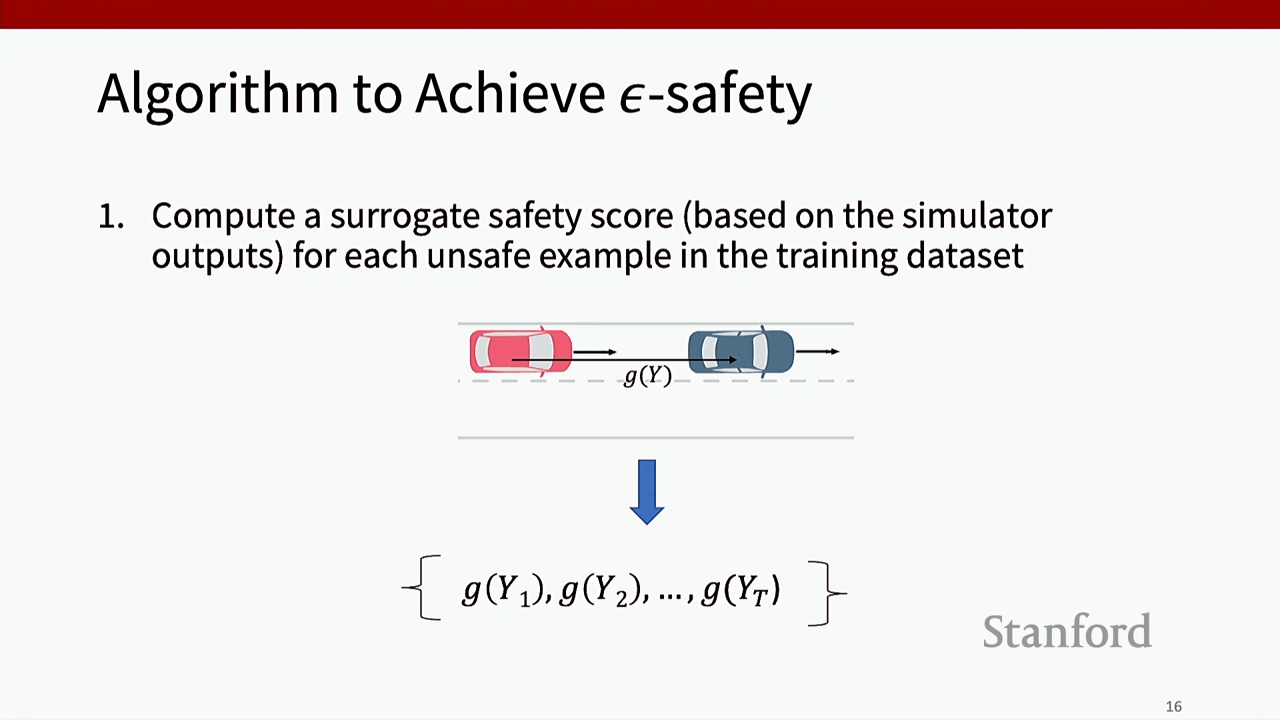 Algorithm to Achieve ϵ-safety
1. Compute a surrogate safety score (based on the simulator
outputs) for each unsafe example in the training dataset
g(Y)
{ g(Y₁), g(Y₂), … , g(Y_T) }
Stanford
16